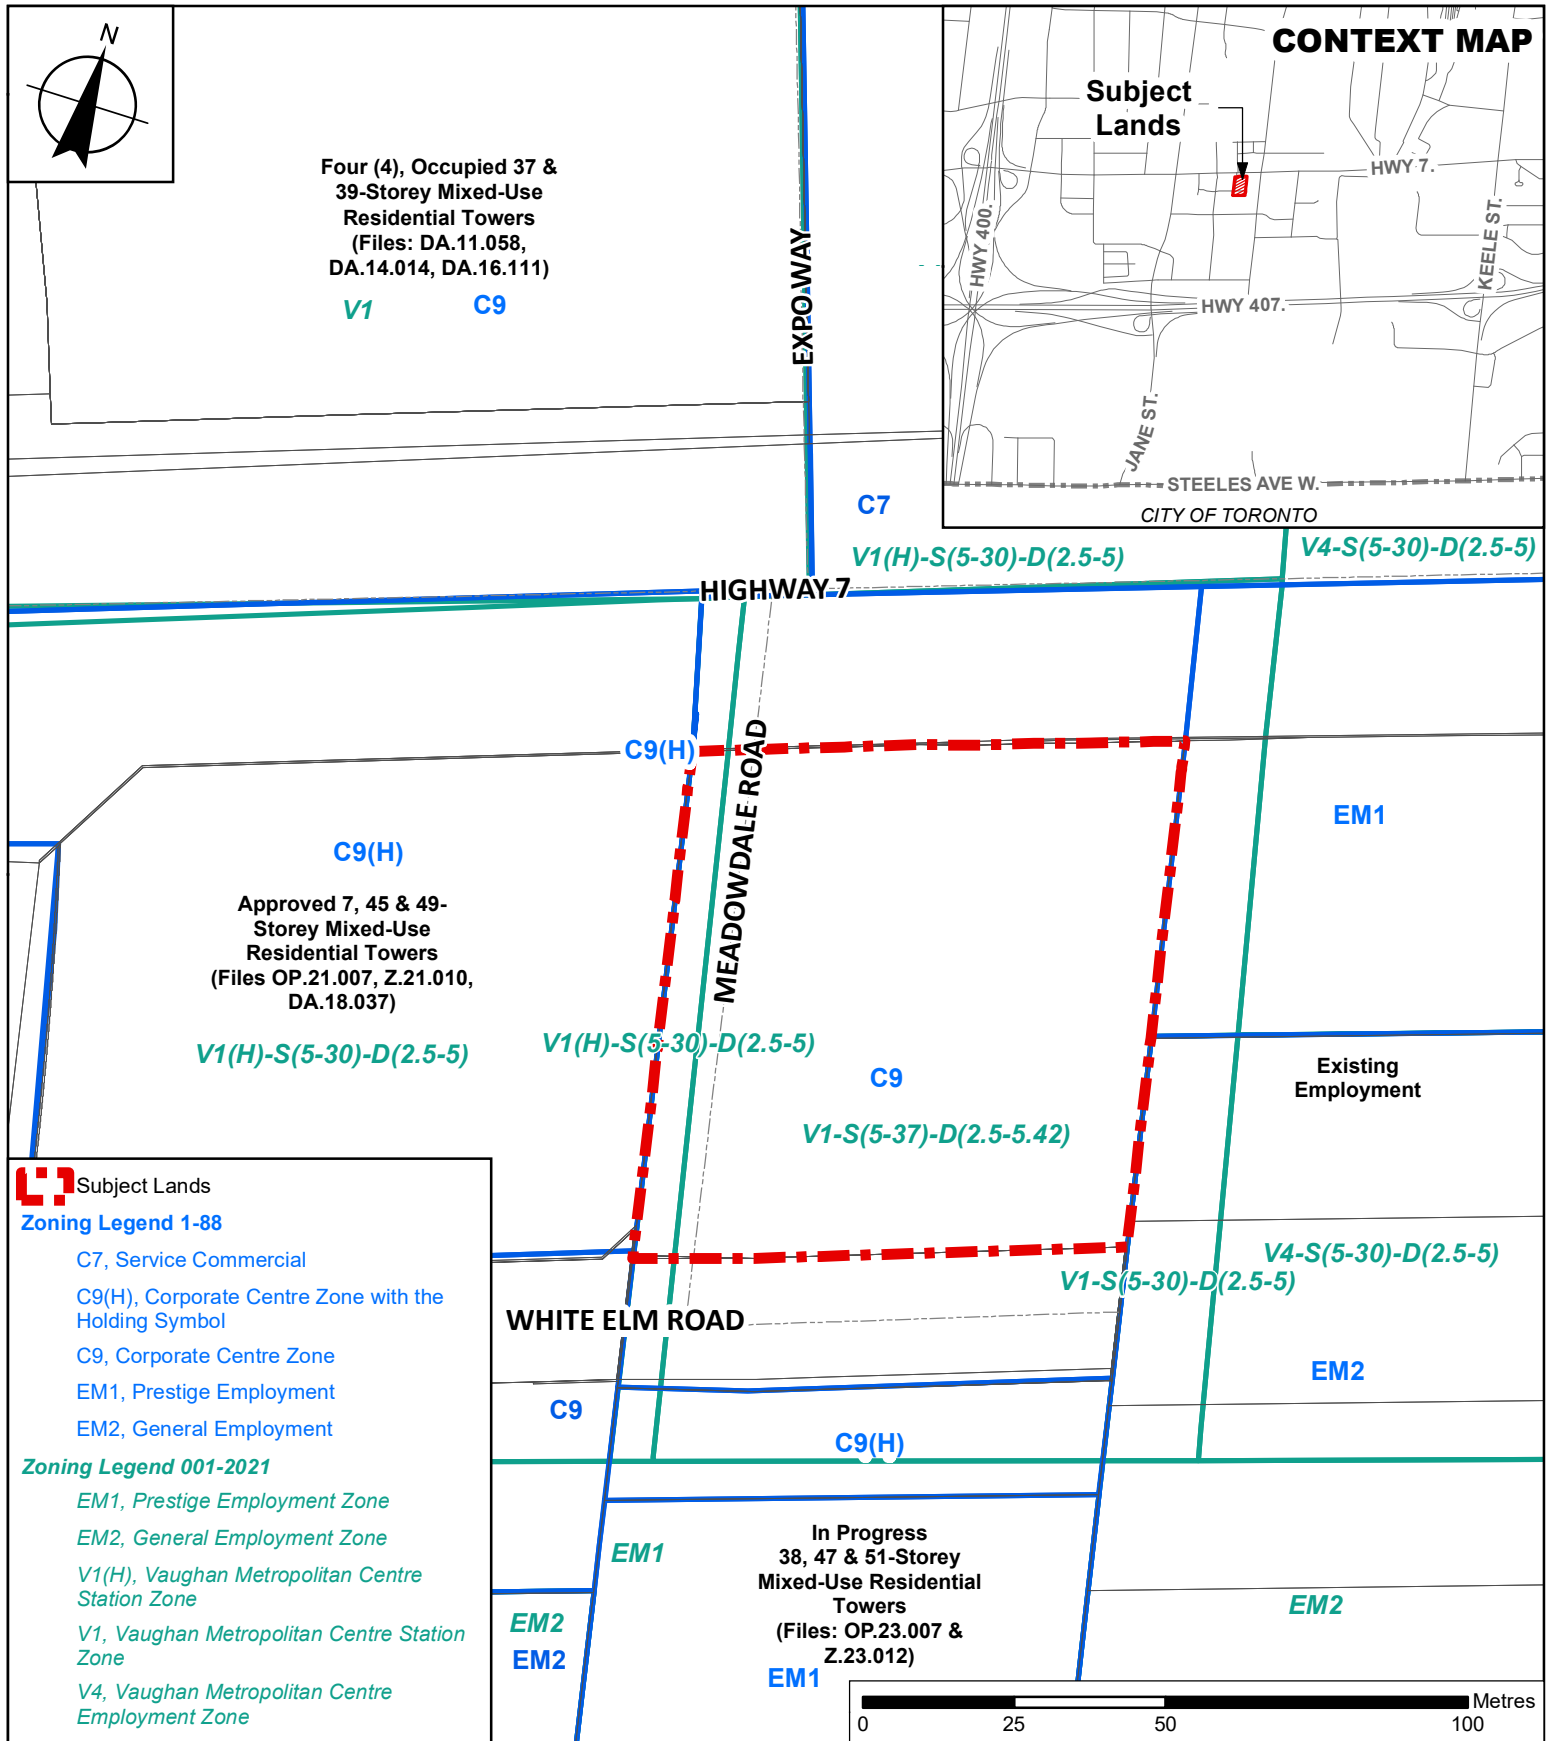 N
CONTEXT MAP
Subject
Lands
HWY 7.
HWY 400.
KEELE ST.
HWY 407.
JANE ST.
STEELES AVE W.
CITY OF TORONTO
Four (4), Occupied 37 &
39-Storey Mixed-Use
Residential Towers
(Files: DA.11.058,
DA.14.014, DA.16.111)
V1
C9
EXPO WAY
C7
V1(H)-S(5-30)-D(2.5-5)
V4-S(5-30)-D(2.5-5)
HIGHWAY 7
C9(H)
MEADOWDALE ROAD
EM1
C9(H)
Approved 7, 45 & 49-
Storey Mixed-Use
Residential Towers
(Files OP.21.007, Z.21.010,
DA.18.037)
V1(H)-S(5-30)-D(2.5-5)
V1(H)-S(5-30)-D(2.5-5)
C9
V1-S(5-37)-D(2.5-5.42)
Existing
Employment
V4-S(5-30)-D(2.5-5)
V1-S(5-30)-D(2.5-5)
WHITE ELM ROAD
EM2
C9
C9(H)
EM1
In Progress
38, 47 & 51-Storey
Mixed-Use Residential
Towers
(Files: OP.23.007 &
Z.23.012)
EM1
EM2
EM2
EM2
Subject Lands
Zoning Legend 1-88
C7, Service Commercial
C9(H), Corporate Centre Zone with the
Holding Symbol
C9, Corporate Centre Zone
EM1, Prestige Employment
EM2, General Employment
Zoning Legend 001-2021
EM1, Prestige Employment Zone
EM2, General Employment Zone
V1(H), Vaughan Metropolitan Centre
Station Zone
V1, Vaughan Metropolitan Centre Station
Zone
V4, Vaughan Metropolitan Centre
Employment Zone
Metres
0 25 50 100